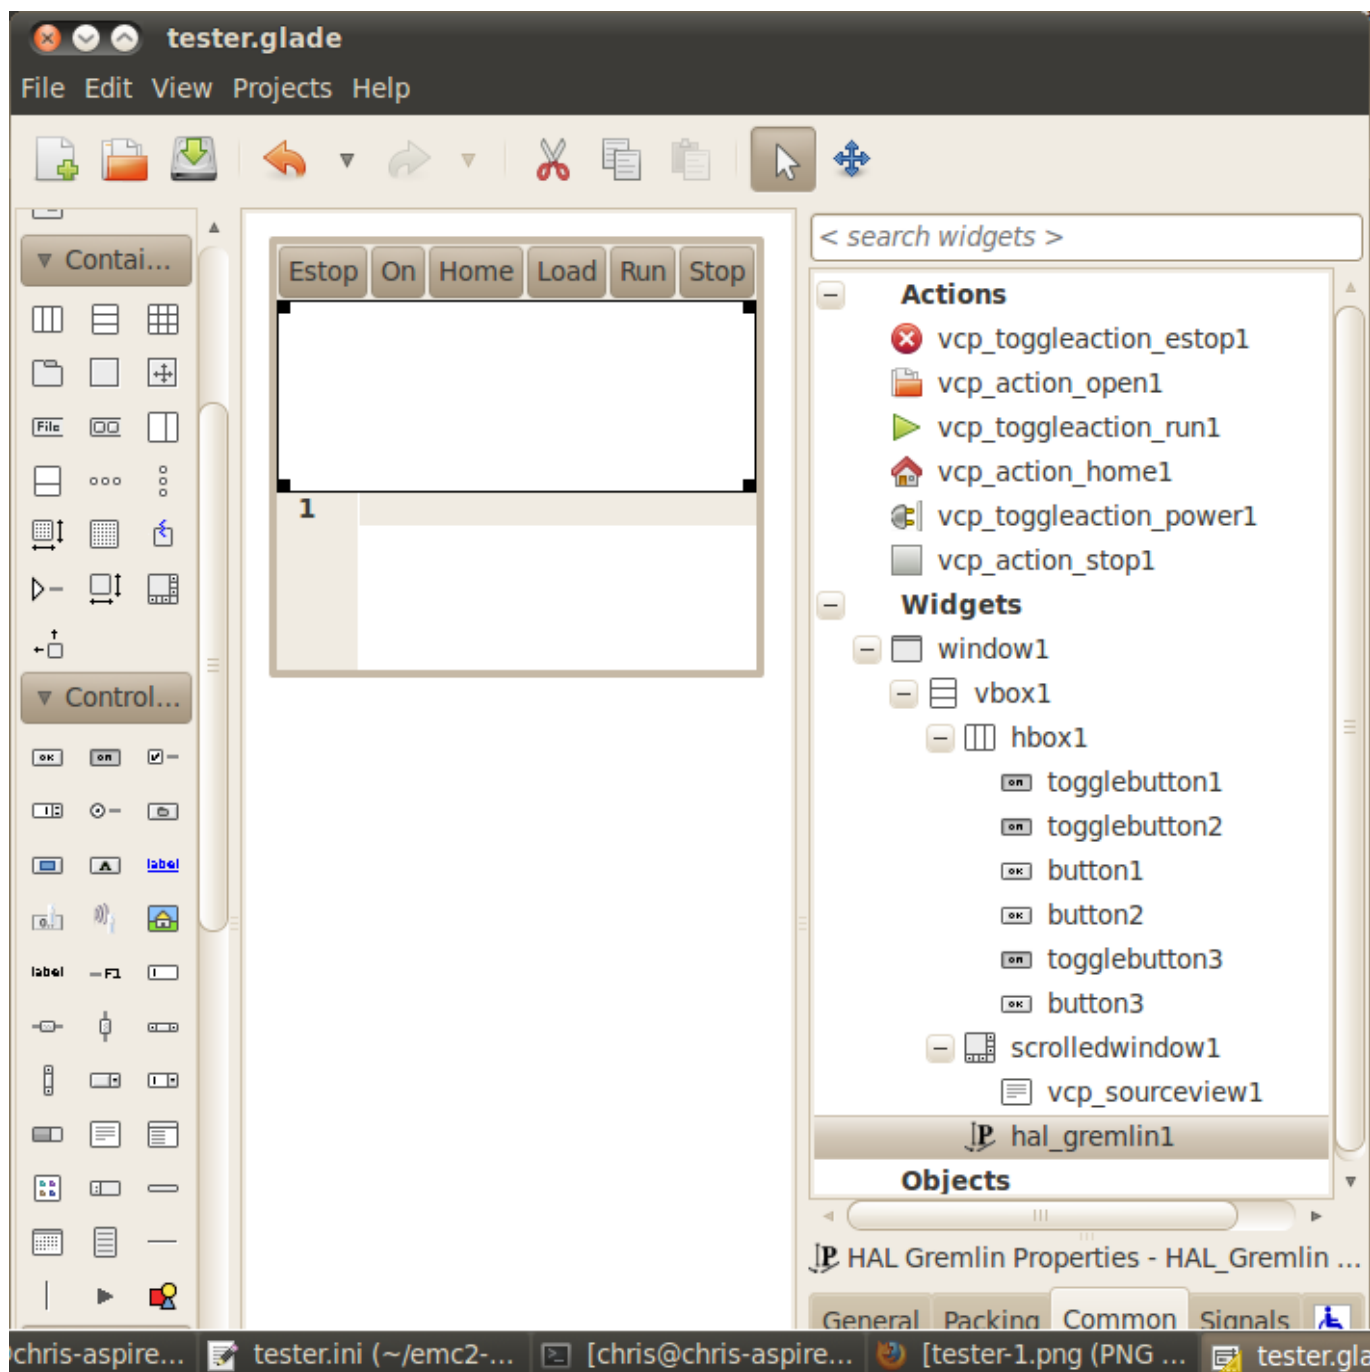 tester.glade
File Edit View Projects Help
Contai...
File
Control...
label
label
F1
Estop On Home Load Run Stop
1
< search widgets >
Actions
vcp_toggleaction_estop1
vcp_action_open1
vcp_toggleaction_run1
vcp_action_home1
vcp_toggleaction_power1
vcp_action_stop1
Widgets
window1
vbox1
hbox1
togglebutton1
togglebutton2
button1
button2
togglebutton3
button3
scrolledwindow1
vcp_sourceview1
hal_gremlin1
Objects
HAL Gremlin Properties - HAL_Gremlin ...
General Packing Common Signals
chris-aspire... tester.ini (~/emc2-... [chris@chris-aspire... [tester-1.png (PNG ... tester.gla